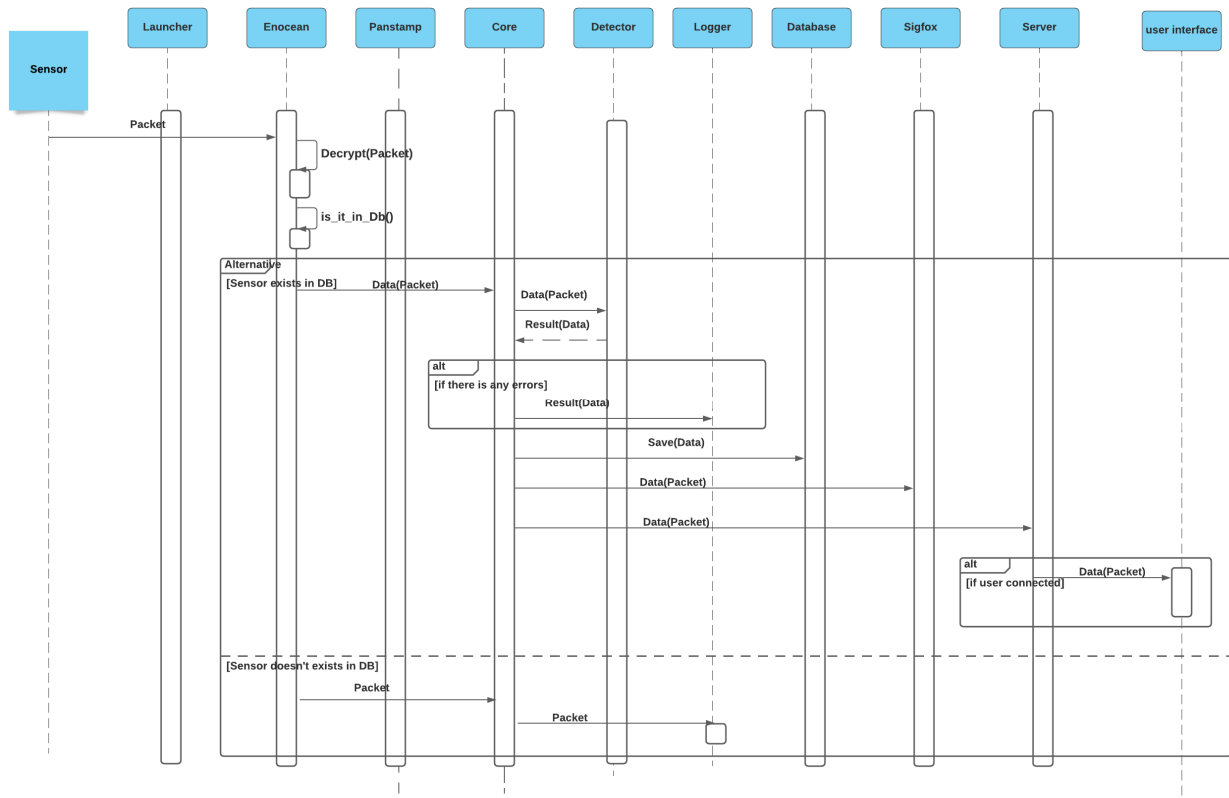 Launcher
Enocean
Panstamp
Core
Detector
Logger
Database
Sigfox
Server
user interface
Sensor
Packet
Decrypt(Packet)
is_it_in_Db()
Alternative
[Sensor exists in DB]
Data(Packet)
Data(Packet)
Result(Data)
alt
[if there is any errors]
Result(Data)
Save(Data)
Data(Packet)
Data(Packet)
alt
Data(Packet)
[if user connected]
[Sensor doesn't exists in DB]
Packet
Packet